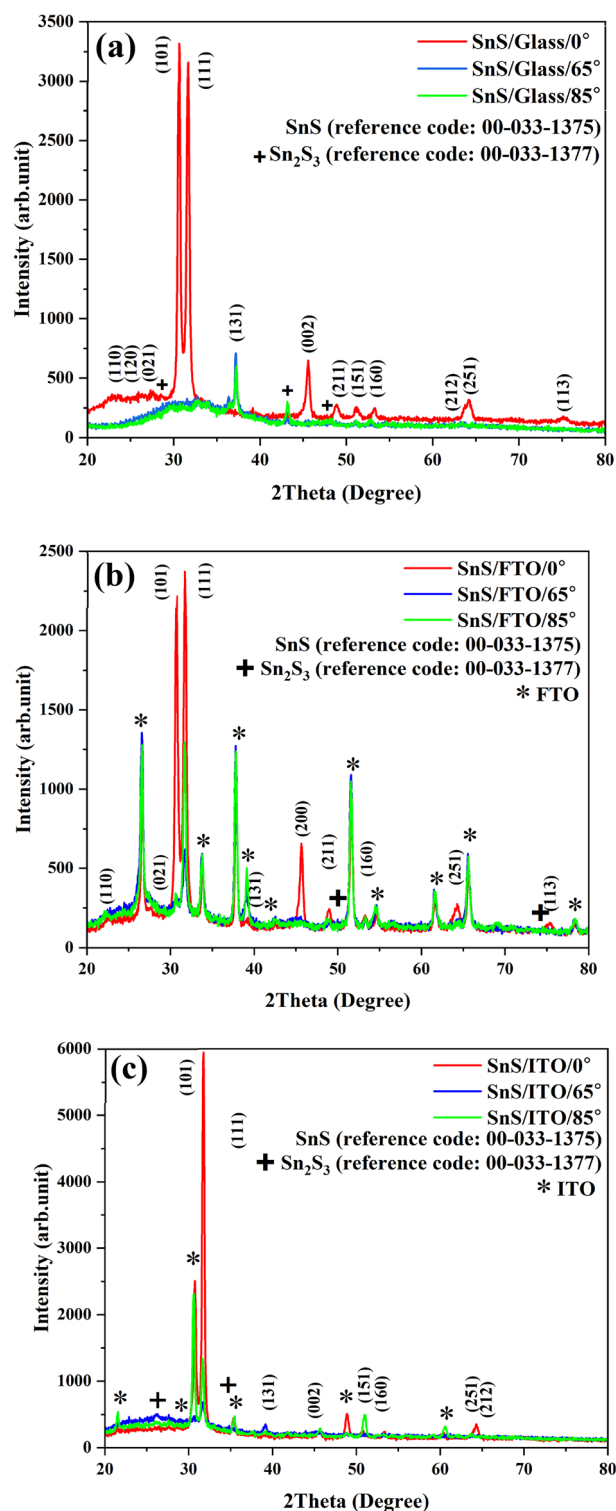 (a)
SnS/Glass/0°
SnS/Glass/65°
SnS/Glass/85°
SnS (reference code: 00-033-1375)
+ Sn₂S₃ (reference code: 00-033-1377)
(101)
(111)
(110)
(120)
(021)
+
(131)
+
(002)
+
(211)
(151)
(160)
(212)
(251)
(113)
Intensity (arb.unit)
3500
3000
2500
2000
1500
1000
500
0
20 30 40 50 60 70 80
2Theta (Degree)
(b)
SnS/FTO/0°
SnS/FTO/65°
SnS/FTO/85°
SnS (reference code: 00-033-1375)
+ Sn₂S₃ (reference code: 00-033-1377)
* FTO
(101)
(111)
(110)
*
(021)
*
*
*
(131)
*
(200)
(211)
+
*
(160)
*
*
(251)
*
+
(113)
*
Intensity (arb.unit)
2500
2000
1500
1000
500
0
20 30 40 50 60 70 80
2Theta (Degree)
(c)
SnS/ITO/0°
SnS/ITO/65°
SnS/ITO/85°
SnS (reference code: 00-033-1375)
+ Sn₂S₃ (reference code: 00-033-1377)
* ITO
(101)
(111)
*
+
*
*
+
*
(131)
(002)
*
(151)
(160)
*
(251)
(212)
Intensity (arb.unit)
6000
5000
4000
3000
2000
1000
0
20 30 40 50 60 70 80
2Theta (Degree)